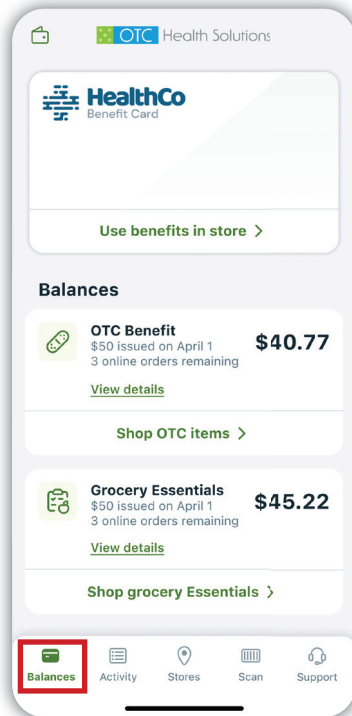 OTC Health Solutions
HealthCo
Benefit Card
Use benefits in store >
Balances
OTC Benefit
$50 issued on April 1
3 online orders remaining
$40.77
View details
Shop OTC items >
Grocery Essentials
$50 issued on April 1
3 online orders remaining
$45.22
View details
Shop grocery Essentials >
Balances Activity Stores Scan Support